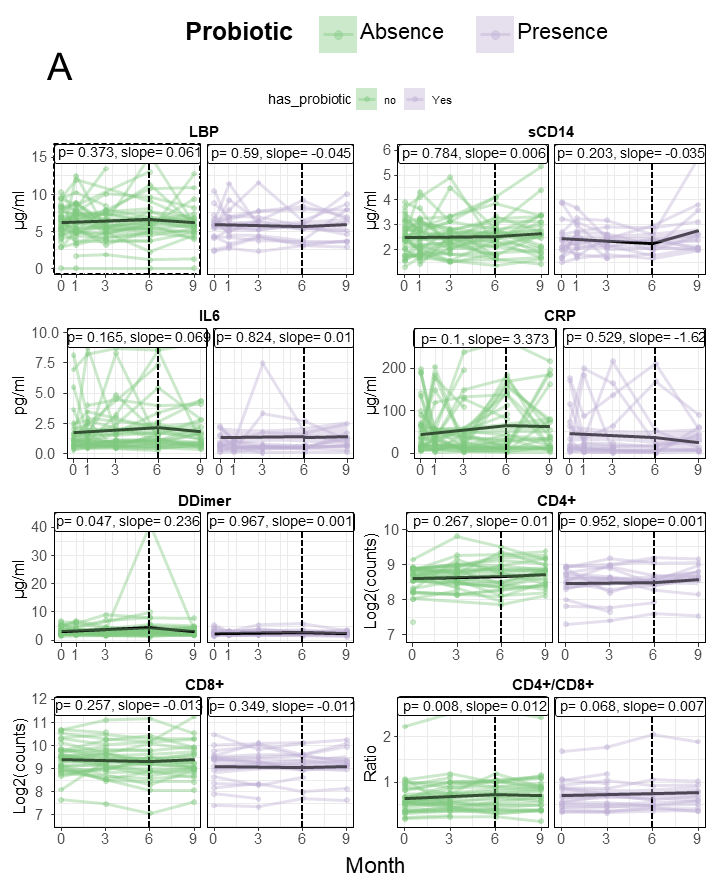 Probiotic Absence Presence
A
has_probiotic no Yes
LBP
p= 0.373, slope= 0.061
p= 0.59, slope= -0.045
µg/ml
15
10
5
0
0 1 3 6 9
0 1 3 6 9
sCD14
p= 0.784, slope= 0.006
p= 0.203, slope= -0.035
µg/ml
6
5
4
3
2
0 1 3 6 9
0 1 3 6 9
IL6
p= 0.165, slope= 0.069
p= 0.824, slope= 0.01
pg/ml
10.0
7.5
5.0
2.5
0.0
0 1 3 6 9
0 1 3 6 9
CRP
p= 0.1, slope= 3.373
p= 0.529, slope= -1.62
µg/ml
200
100
0
0 1 3 6 9
0 1 3 6 9
DDimer
p= 0.047, slope= 0.236
p= 0.967, slope= 0.001
µg/ml
40
30
20
10
0
0 1 3 6 9
0 1 3 6 9
CD4+
p= 0.267, slope= 0.01
p= 0.952, slope= 0.001
Log2(counts)
10
9
8
7
0 3 6 9
0 3 6 9
CD8+
p= 0.257, slope= -0.013
p= 0.349, slope= -0.011
Log2(counts)
12
11
10
9
8
7
0 3 6 9
0 3 6 9
CD4+/CD8+
p= 0.008, slope= 0.012
p= 0.068, slope= 0.007
Ratio
2
1
0 3 6 9
0 3 6 9
Month